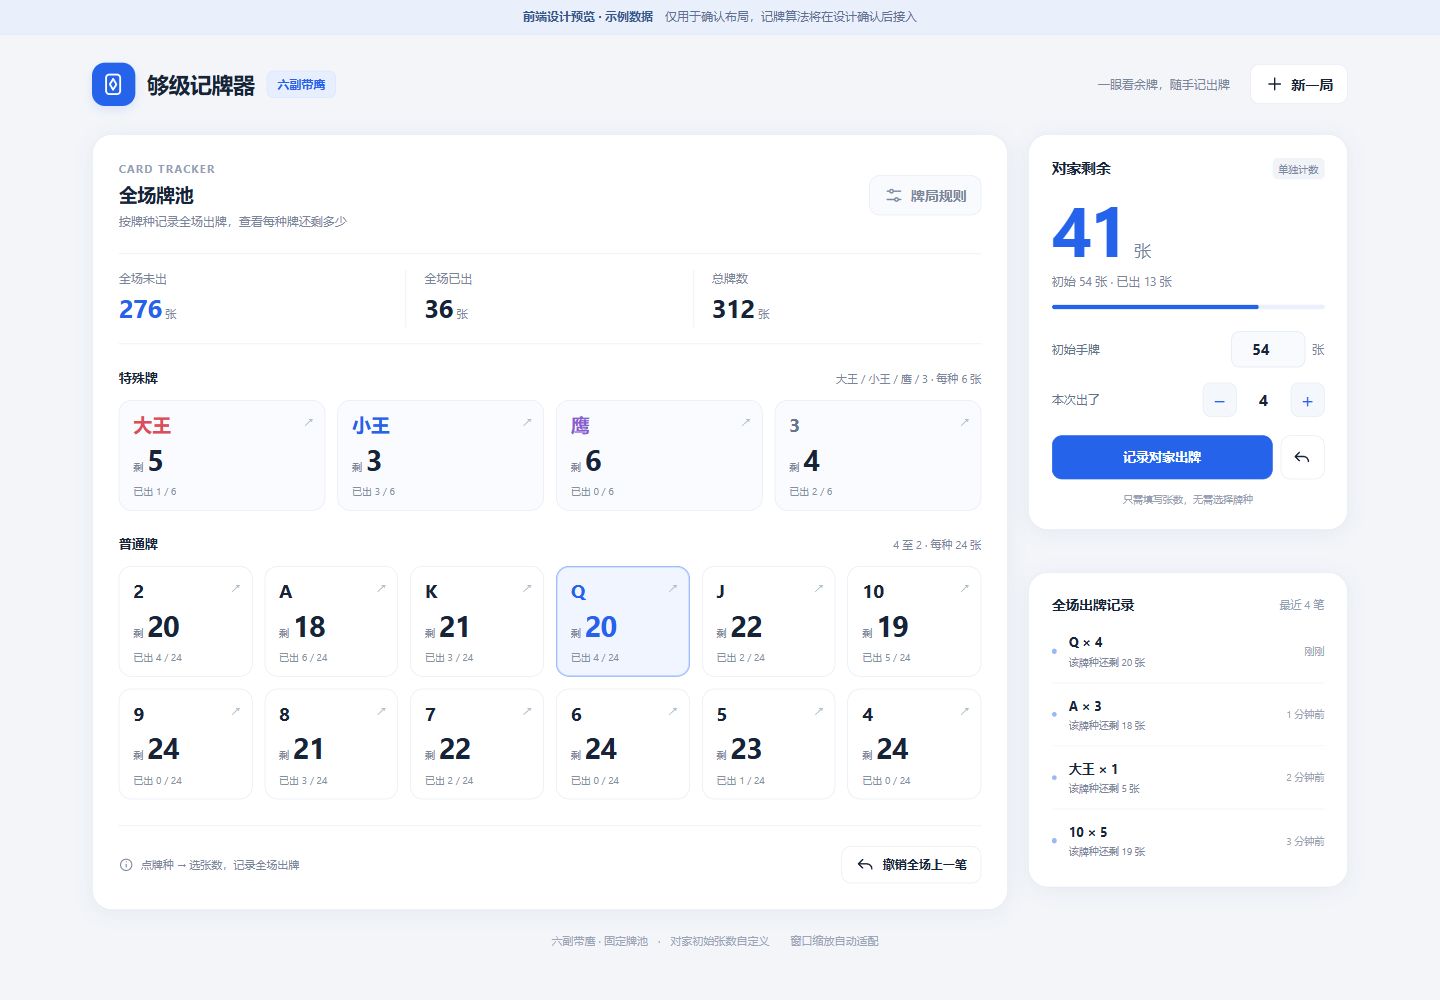 前端设计预览 · 示例数据 仅用于确认布局，记牌算法将在设计确认后接入
够级记牌器 六副带鹰
一眼看余牌，随手记出牌 新一局
CARD TRACKER
全场牌池
按牌种记录全场出牌，查看每种牌还剩多少
牌局规则
全场未出 全场已出 总牌数
276 张 36 张 312 张
特殊牌 大王 / 小王 / 鹰 / 3 · 每种 6 张
大王 小王 鹰 3
剩 5 剩 3 剩 6 剩 4
已出 1 / 6 已出 3 / 6 已出 0 / 6 已出 2 / 6
普通牌 4 至 2 · 每种 24 张
2 A K Q J 10
剩 20 剩 18 剩 21 剩 20 剩 22 剩 19
已出 4 / 24 已出 6 / 24 已出 3 / 24 已出 4 / 24 已出 2 / 24 已出 5 / 24
9 8 7 6 5 4
剩 24 剩 21 剩 22 剩 24 剩 23 剩 24
已出 0 / 24 已出 3 / 24 已出 2 / 24 已出 0 / 24 已出 1 / 24 已出 0 / 24
点牌种 → 选张数，记录全场出牌 撤销全场上一笔
对家剩余 单独计数
41 张
初始 54 张 · 已出 13 张
初始手牌 54 张
本次出了 − 4 +
记录对家出牌
只需填写张数，无需选择牌种
全场出牌记录 最近 4 笔
Q × 4
该牌种还剩 20 张 刚刚
A × 3
该牌种还剩 18 张 1 分钟前
大王 × 1
该牌种还剩 5 张 2 分钟前
10 × 5
该牌种还剩 19 张 3 分钟前
六副带鹰 · 固定牌池 · 对家初始张数自定义 窗口缩放自动适配